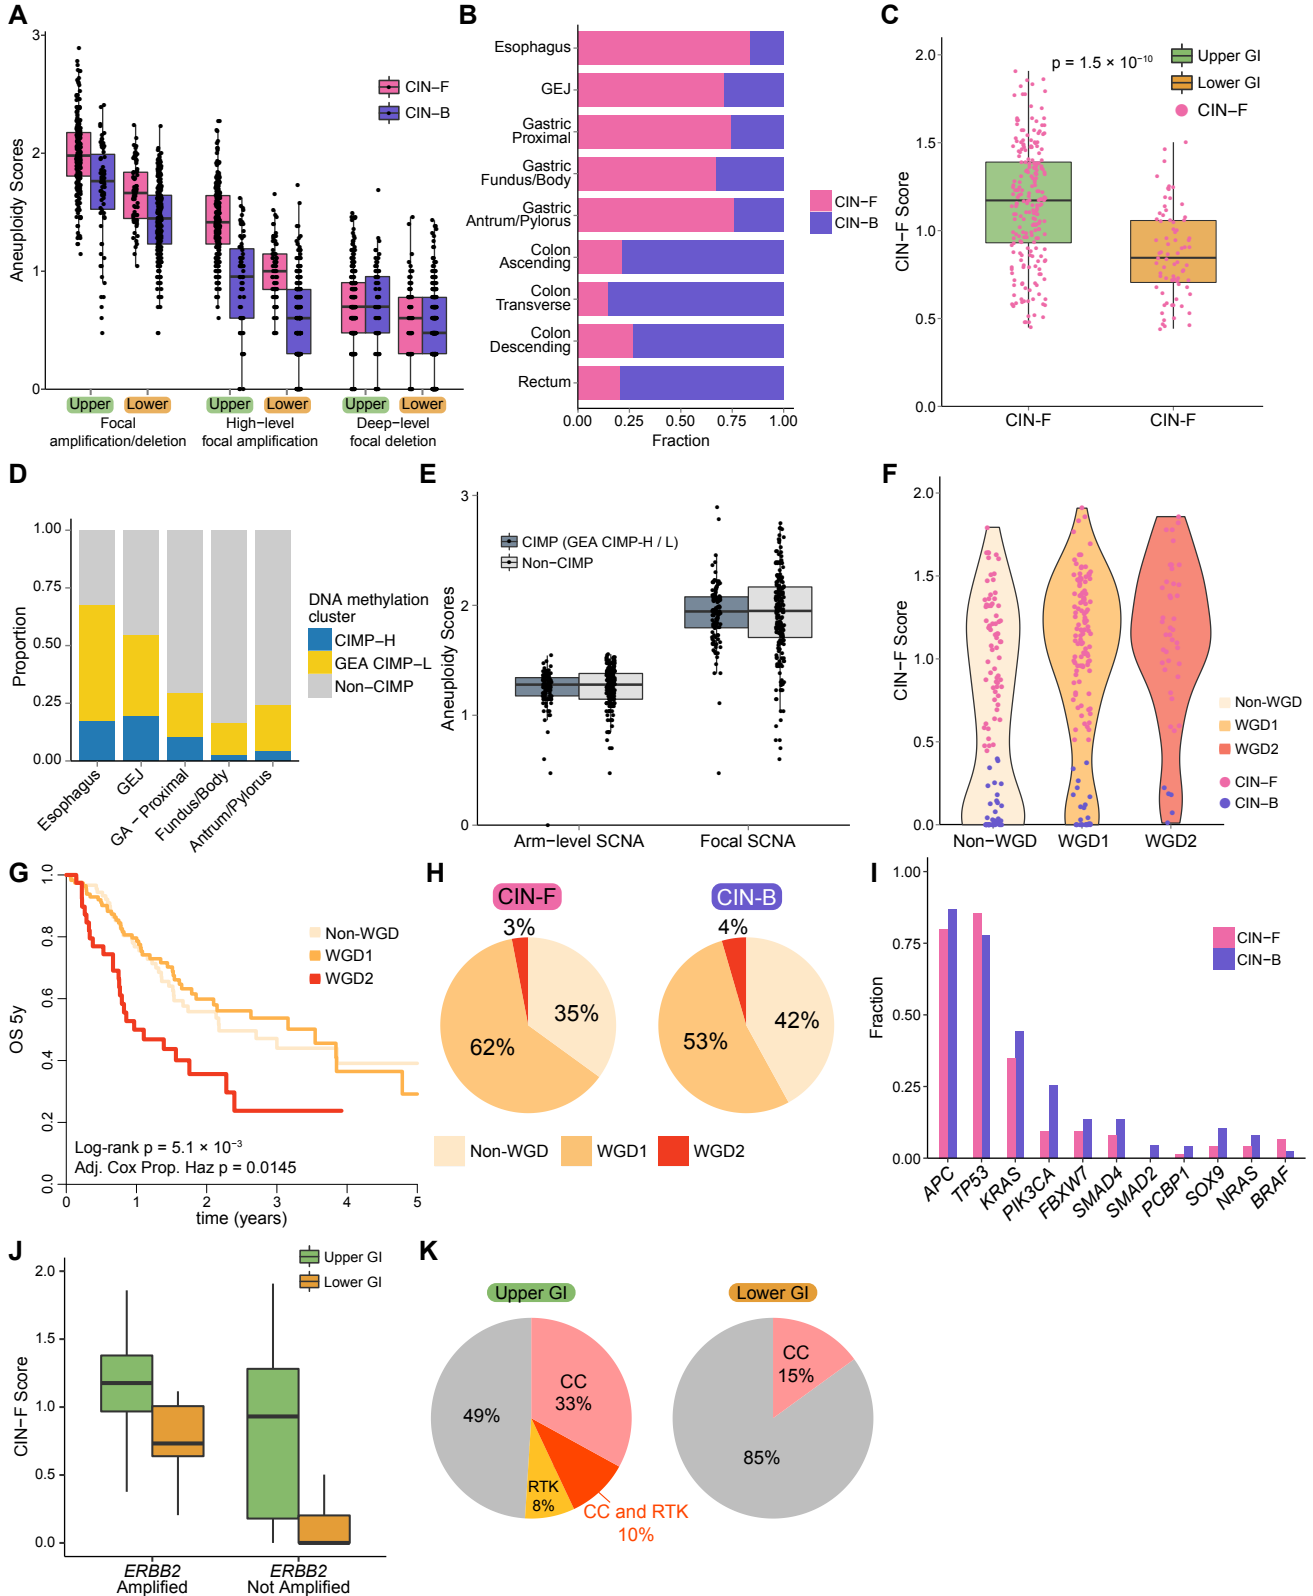 A
3
2
1
0
Aneuploidy Scores
CIN−F
CIN−B
Upper
Lower
Upper
Lower
Upper
Lower
Focal
amplification/deletion
High−level
focal amplification
Deep−level
focal deletion
B
Esophagus
GEJ
Gastric
Proximal
Gastric
Fundus/Body
Gastric
Antrum/Pylorus
Colon
Ascending
Colon
Transverse
Colon
Descending
Rectum
0.00
0.25
0.50
0.75
1.00
Fraction
CIN−F
CIN−B
C
2.0
1.5
1.0
0.5
0.0
CIN−F Score
p = 1.5 × 10⁻¹⁰
Upper GI
Lower GI
CIN−F
CIN-F
CIN-F
D
1.00
0.75
0.50
0.25
0.00
Proportion
DNA methylation
cluster
CIMP−H
GEA CIMP−L
Non−CIMP
Esophagus
GEJ
GA − Proximal
Fundus/Body
Antrum/Pylorus
E
3
2
1
0
Aneuploidy Scores
CIMP (GEA CIMP-H / L)
Non−CIMP
Arm−level SCNA
Focal SCNA
F
2.0
1.5
1.0
0.5
0.0
CIN−F Score
Non−WGD
WGD1
WGD2
CIN−F
CIN−B
Non−WGD
WGD1
WGD2
G
1.0
0.8
0.6
0.4
0.2
0.0
OS 5y
Non−WGD
WGD1
WGD2
Log-rank p = 5.1 × 10⁻³
Adj. Cox Prop. Haz p = 0.0145
0
1
2
3
4
5
time (years)
H
CIN-F
3%
35%
62%
CIN-B
4%
42%
53%
Non−WGD
WGD1
WGD2
I
1.00
0.75
0.50
0.25
0.00
Fraction
CIN−F
CIN−B
APC
TP53
KRAS
PIK3CA
FBXW7
SMAD4
SMAD2
PCBP1
SOX9
NRAS
BRAF
J
2.0
1.5
1.0
0.5
0.0
CIN−F Score
Upper GI
Lower GI
ERBB2
Amplified
ERBB2
Not Amplified
K
Upper GI
CC
33%
49%
RTK
8%
CC and RTK
10%
Lower GI
CC
15%
85%